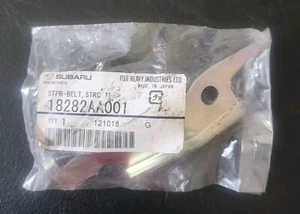 SUBARU
FUJI HEAVY INDUSTRIES LTD.
MADE IN JAPAN
STPR-BELT, STRG
18282AA001
1
121018 G